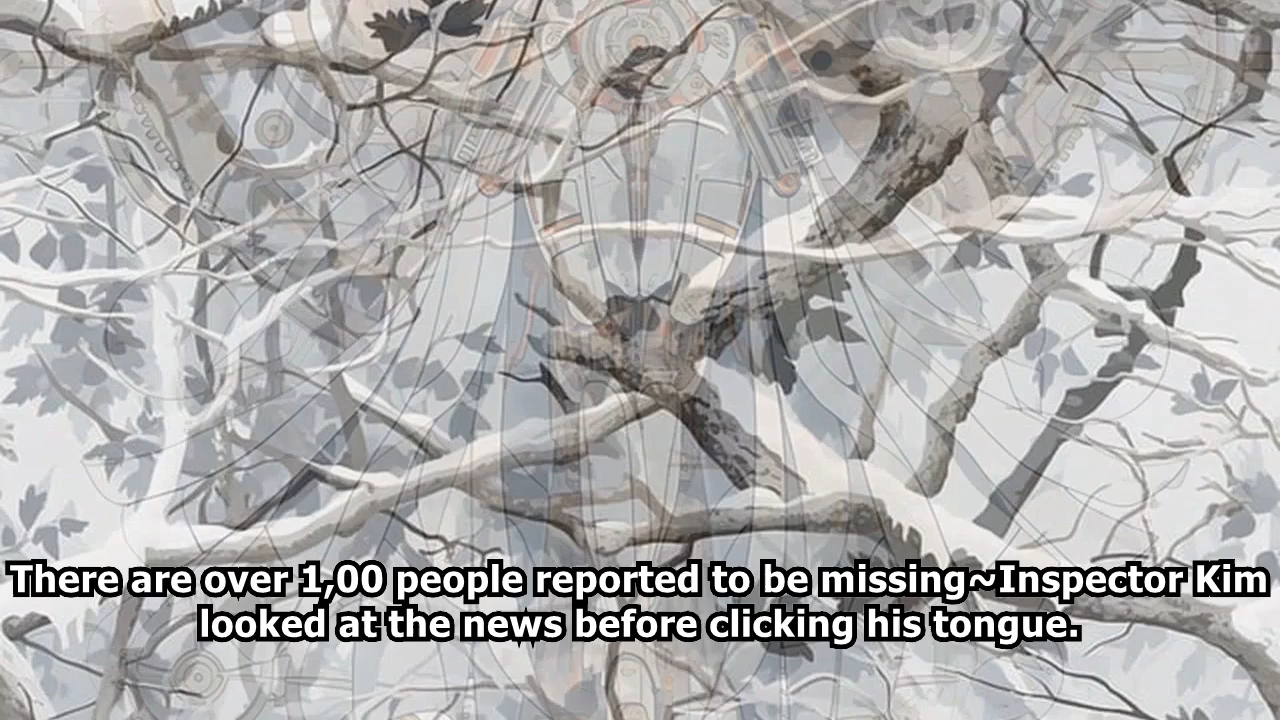 There are over 1,00 people reported to be missing~Inspector Kim
looked at the news before clicking his tongue.